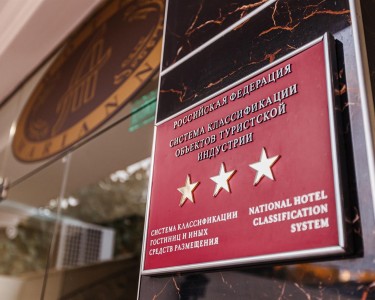 РОССИЙСКАЯ ФЕДЕРАЦИЯ
СИСТЕМА КЛАССИФИКАЦИИ
ОБЪЕКТОВ ТУРИСТСКОЙ
ИНДУСТРИИ
СИСТЕМА КЛАССИФИКАЦИИ
ГОСТИНИЦ И ИНЫХ
СРЕДСТВ РАЗМЕЩЕНИЯ
NATIONAL HOTEL
CLASSIFICATION
SYSTEM